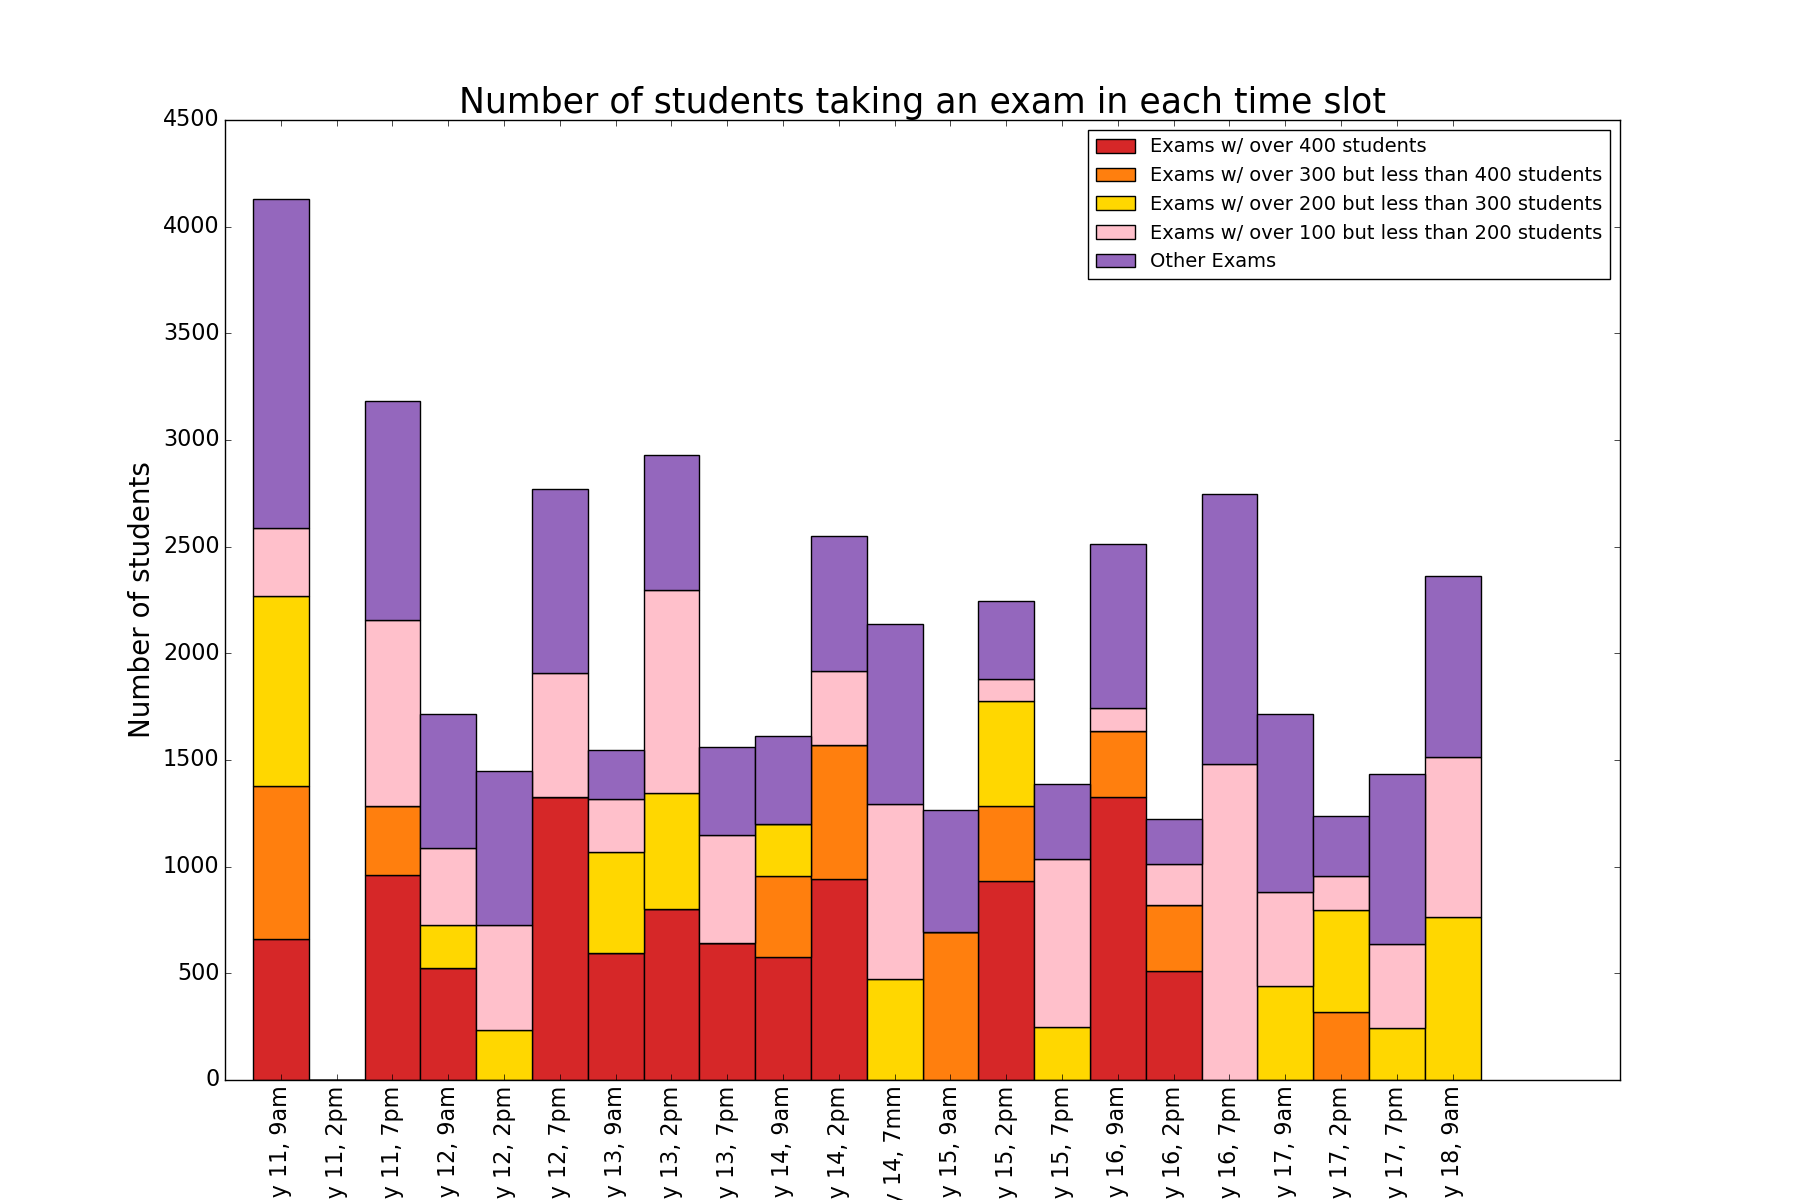 Number of students taking an exam in each time slot
Exams w/ over 400 students
Exams w/ over 300 but less than 400 students
Exams w/ over 200 but less than 300 students
Exams w/ over 100 but less than 200 students
Other Exams
Number of students
4500
4000
3500
3000
2500
2000
1500
1000
500
0
y 11, 9am
y 11, 2pm
y 11, 7pm
y 12, 9am
y 12, 2pm
y 12, 7pm
y 13, 9am
y 13, 2pm
y 13, 7pm
y 14, 9am
y 14, 2pm
y 14, 7mm
y 15, 9am
y 15, 2pm
y 15, 7pm
y 16, 9am
y 16, 2pm
y 16, 7pm
y 17, 9am
y 17, 2pm
y 17, 7pm
y 18, 9am